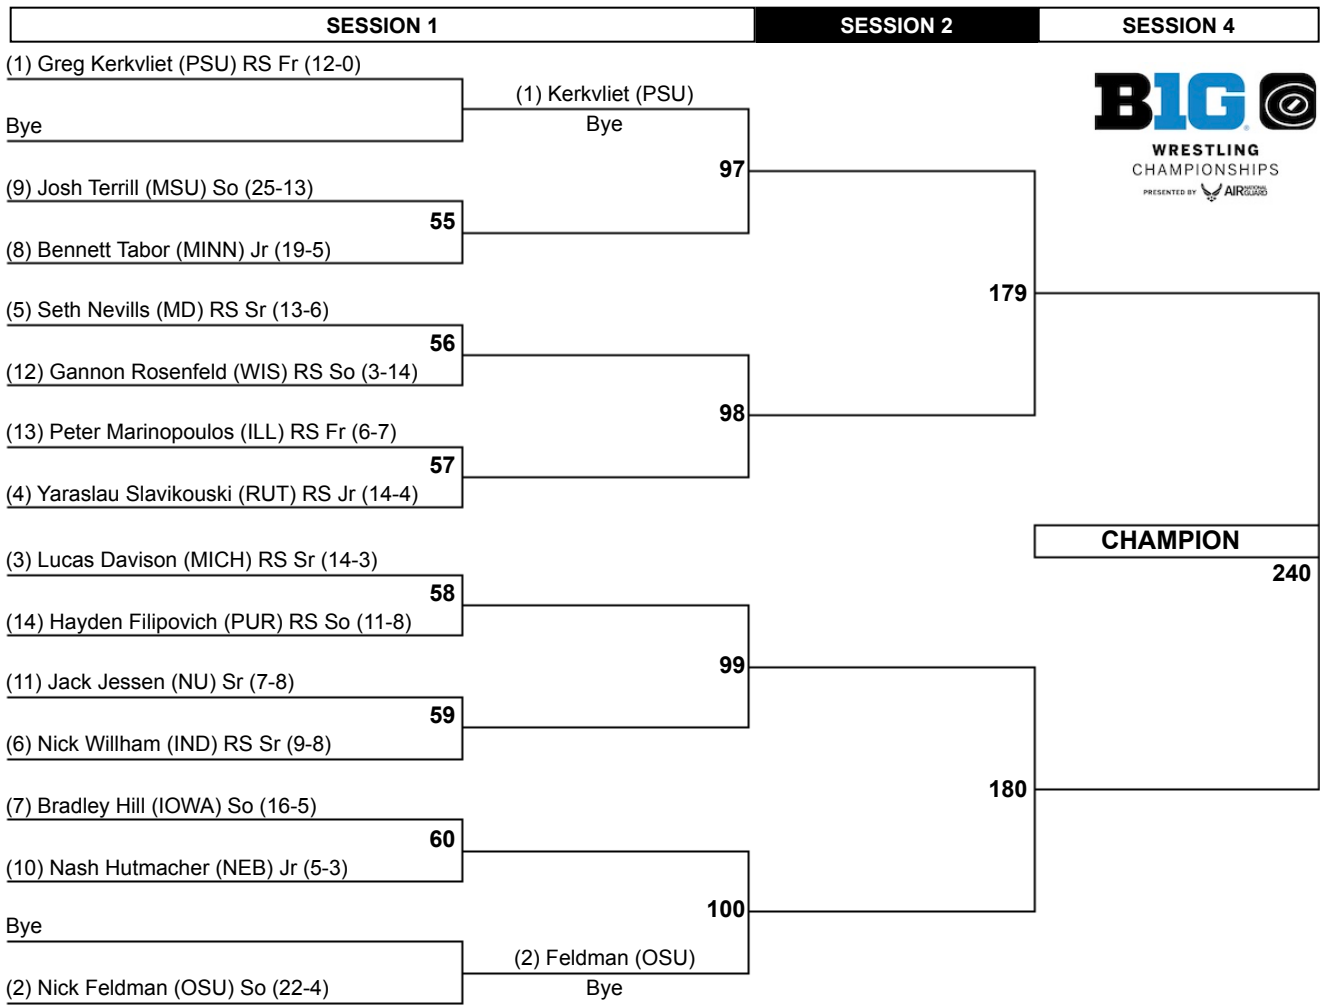 SESSION 1
SESSION 2
SESSION 4
(1) Greg Kerkvliet (PSU) RS Fr (12-0)
(1) Kerkvliet (PSU)
Bye
Bye
B1G
WRESTLING
CHAMPIONSHIPS
PRESENTED BY AIR NATIONAL GUARD
97
(9) Josh Terrill (MSU) So (25-13)
55
(8) Bennett Tabor (MINN) Jr (19-5)
179
(5) Seth Nevills (MD) RS Sr (13-6)
56
(12) Gannon Rosenfeld (WIS) RS So (3-14)
98
(13) Peter Marinopoulos (ILL) RS Fr (6-7)
57
(4) Yaraslau Slavikouski (RUT) RS Jr (14-4)
CHAMPION
240
(3) Lucas Davison (MICH) RS Sr (14-3)
58
(14) Hayden Filipovich (PUR) RS So (11-8)
99
(11) Jack Jessen (NU) Sr (7-8)
59
(6) Nick Willham (IND) RS Sr (9-8)
180
(7) Bradley Hill (IOWA) So (16-5)
60
(10) Nash Hutmacher (NEB) Jr (5-3)
100
Bye
(2) Feldman (OSU)
Bye
(2) Nick Feldman (OSU) So (22-4)